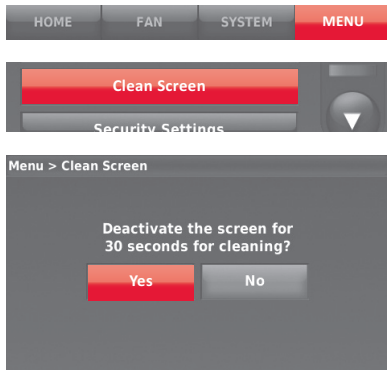 HOME FAN SYSTEM MENU
Clean Screen
Security Settings
Menu > Clean Screen
Deactivate the screen for
30 seconds for cleaning?
Yes No